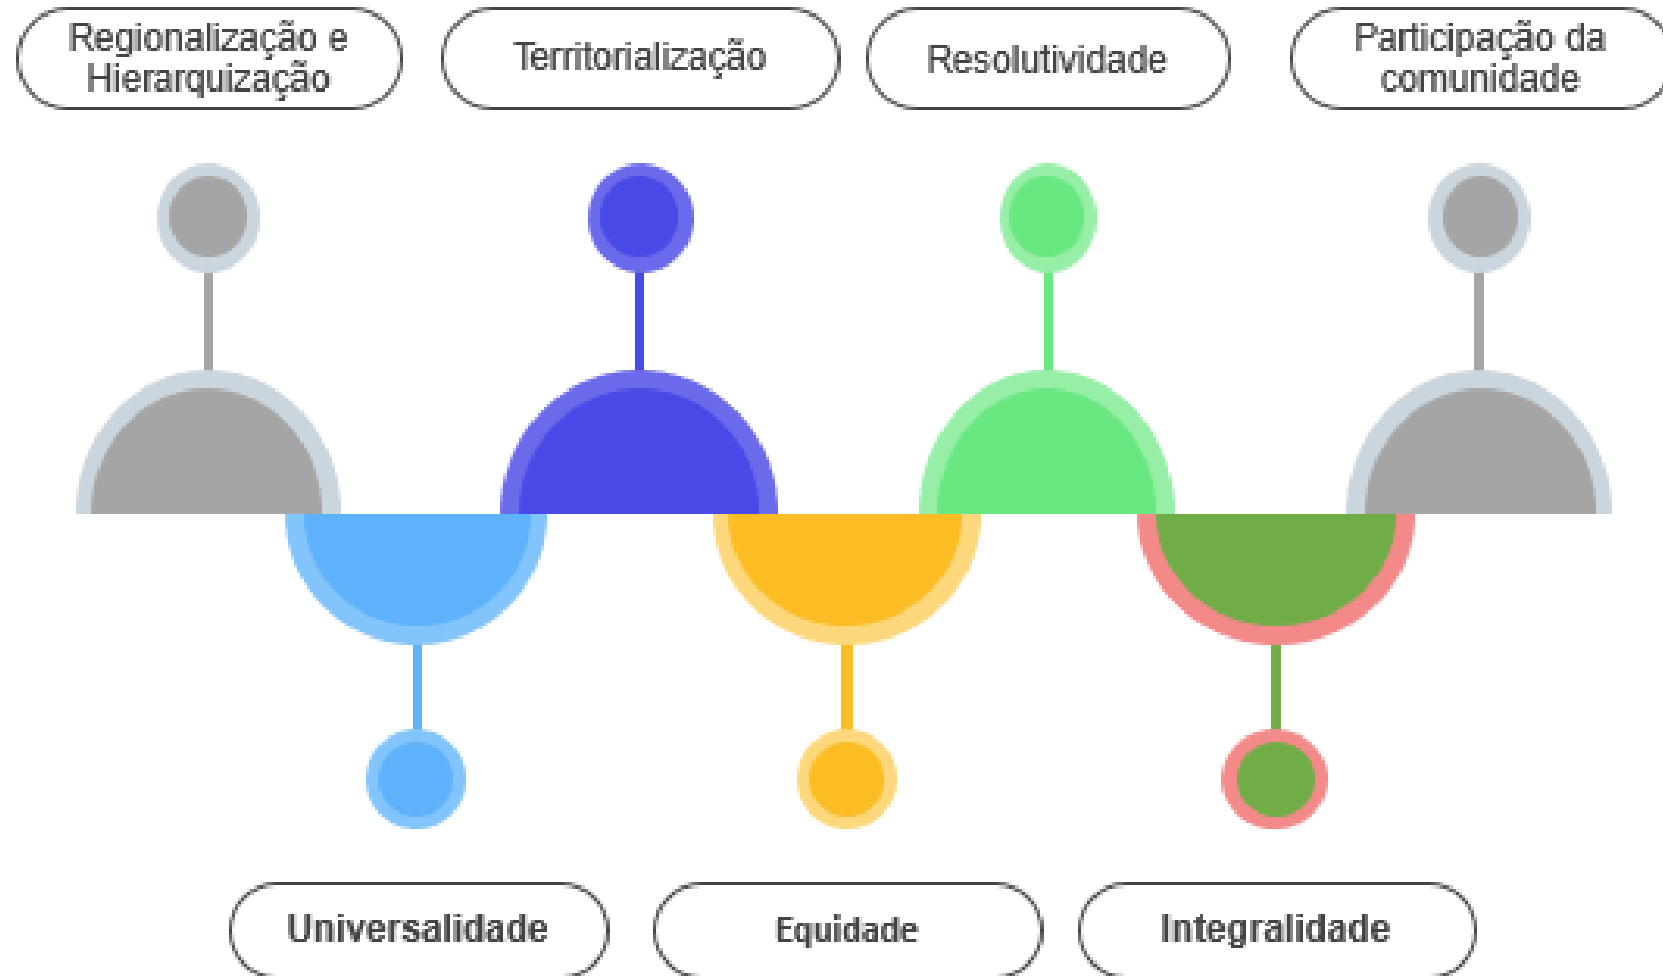 Regionalização e
Hierarquização
Territorialização
Resolutividade
Participação da
comunidade
Universalidade
Equidade
Integralidade